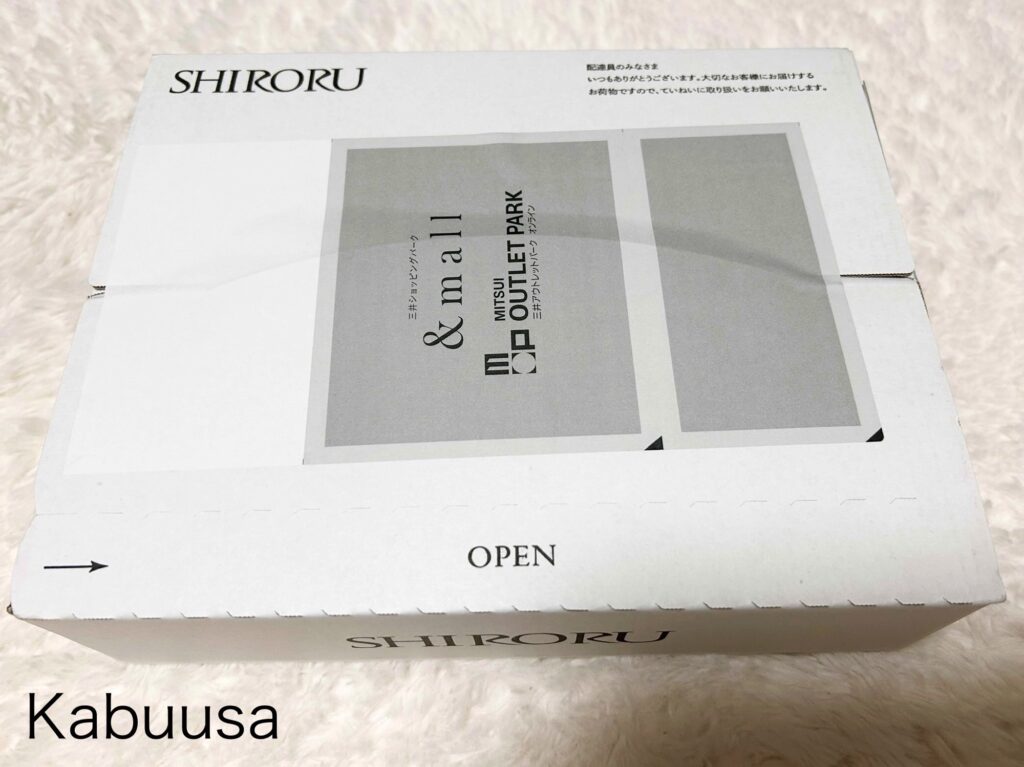 SHIRORU
配達員のみなさま
いつもありがとうございます。大切なお客様にお届けする
お荷物ですので、ていねいに取り扱いをお願いいたします。
三井ショッピングパーク
&mall
MITSUI
OUTLET PARK
三井アウトレットパーク オンライン
OPEN
SHIRORU
Kabuusa